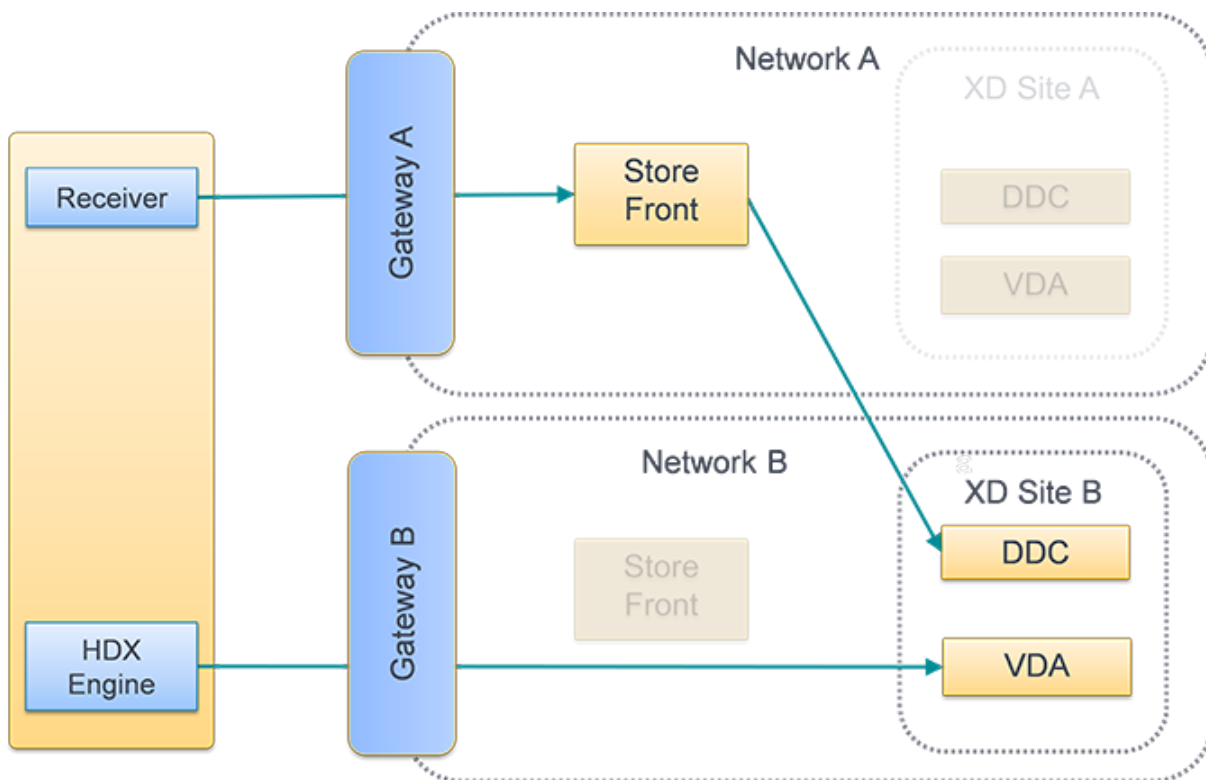 Network A
XD Site A
Receiver
Gateway A
Store
Front
DDC
VDA
Network B
XD Site B
Gateway B
Store
Front
DDC
HDX
Engine
VDA